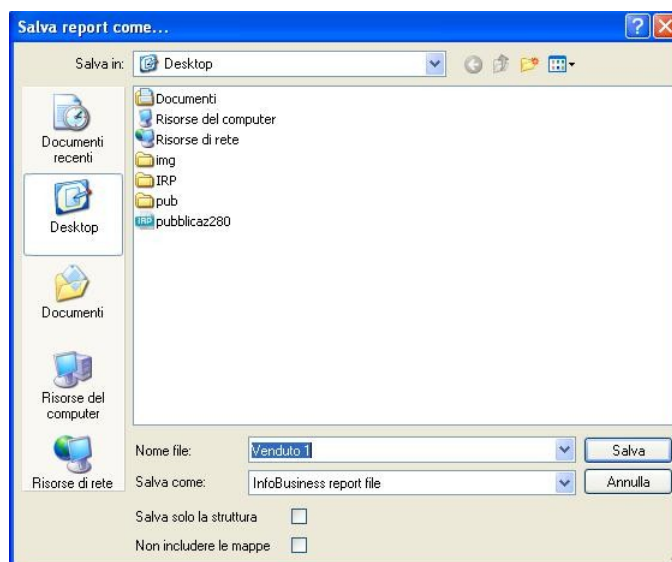 Salva report come...
Salva in: Desktop
Documenti recenti
Desktop
Documenti
Risorse del computer
Risorse di rete
Documenti
Risorse del computer
Risorse di rete
img
IRP
pub
IRP pubblicaz280
Nome file: Venduto 1 Salva
Salva come: InfoBusiness report file Annulla
Salva solo la struttura
Non includere le mappe